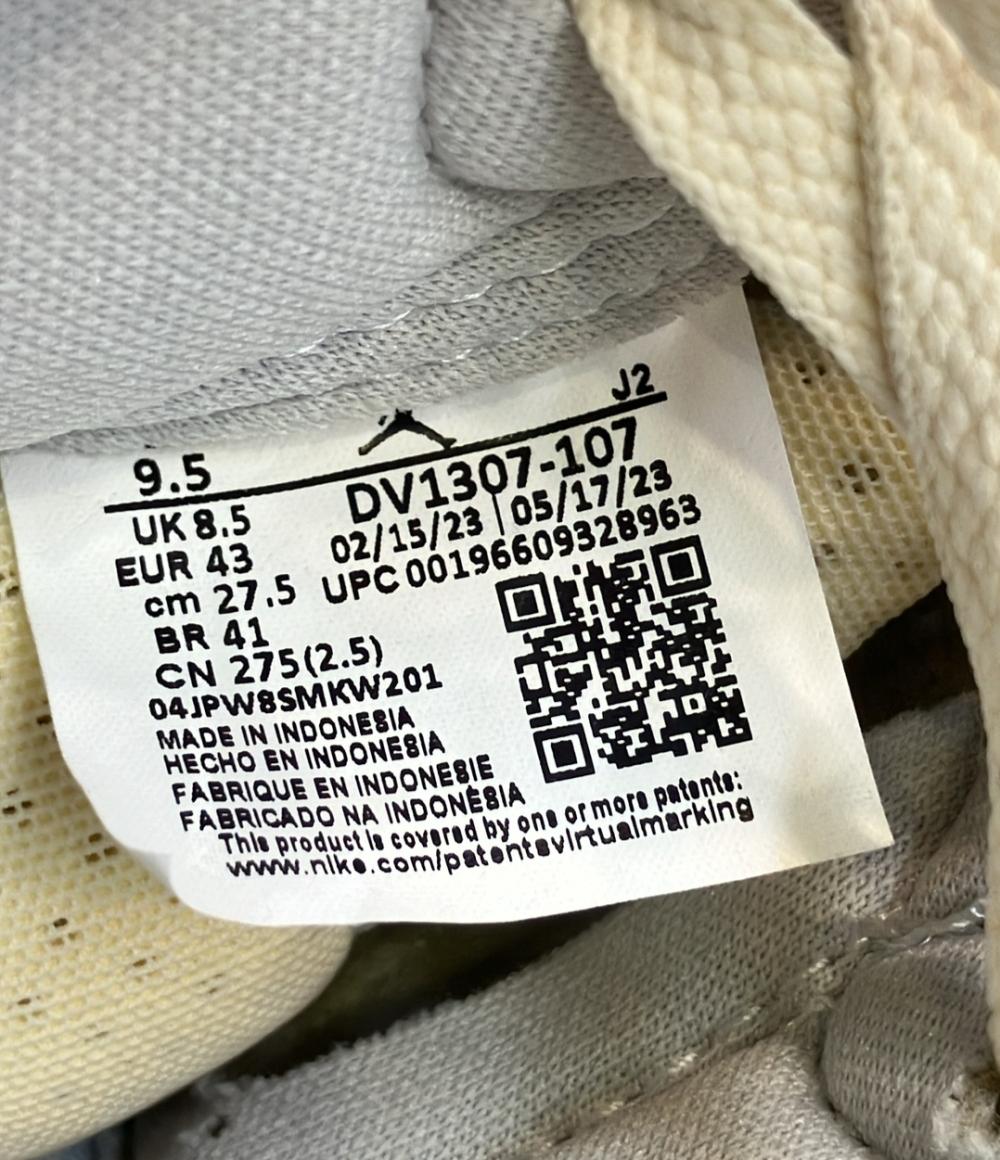 J2
9.5
DV1307-107
UK 8.5
02/15/23 05/17/23
EUR 43
UPC 00196609328963
cm 27.5
BR 41
CN 275(2.5)
04JPW8SMKW201
MADE IN INDONESIA
HECHO EN INDONESIA
FABRIQUE EN INDONESIE
FABRICADO NA INDONÉSIA
This product is covered by one or more patents:
www.nike.com/patentsvirtualmarking